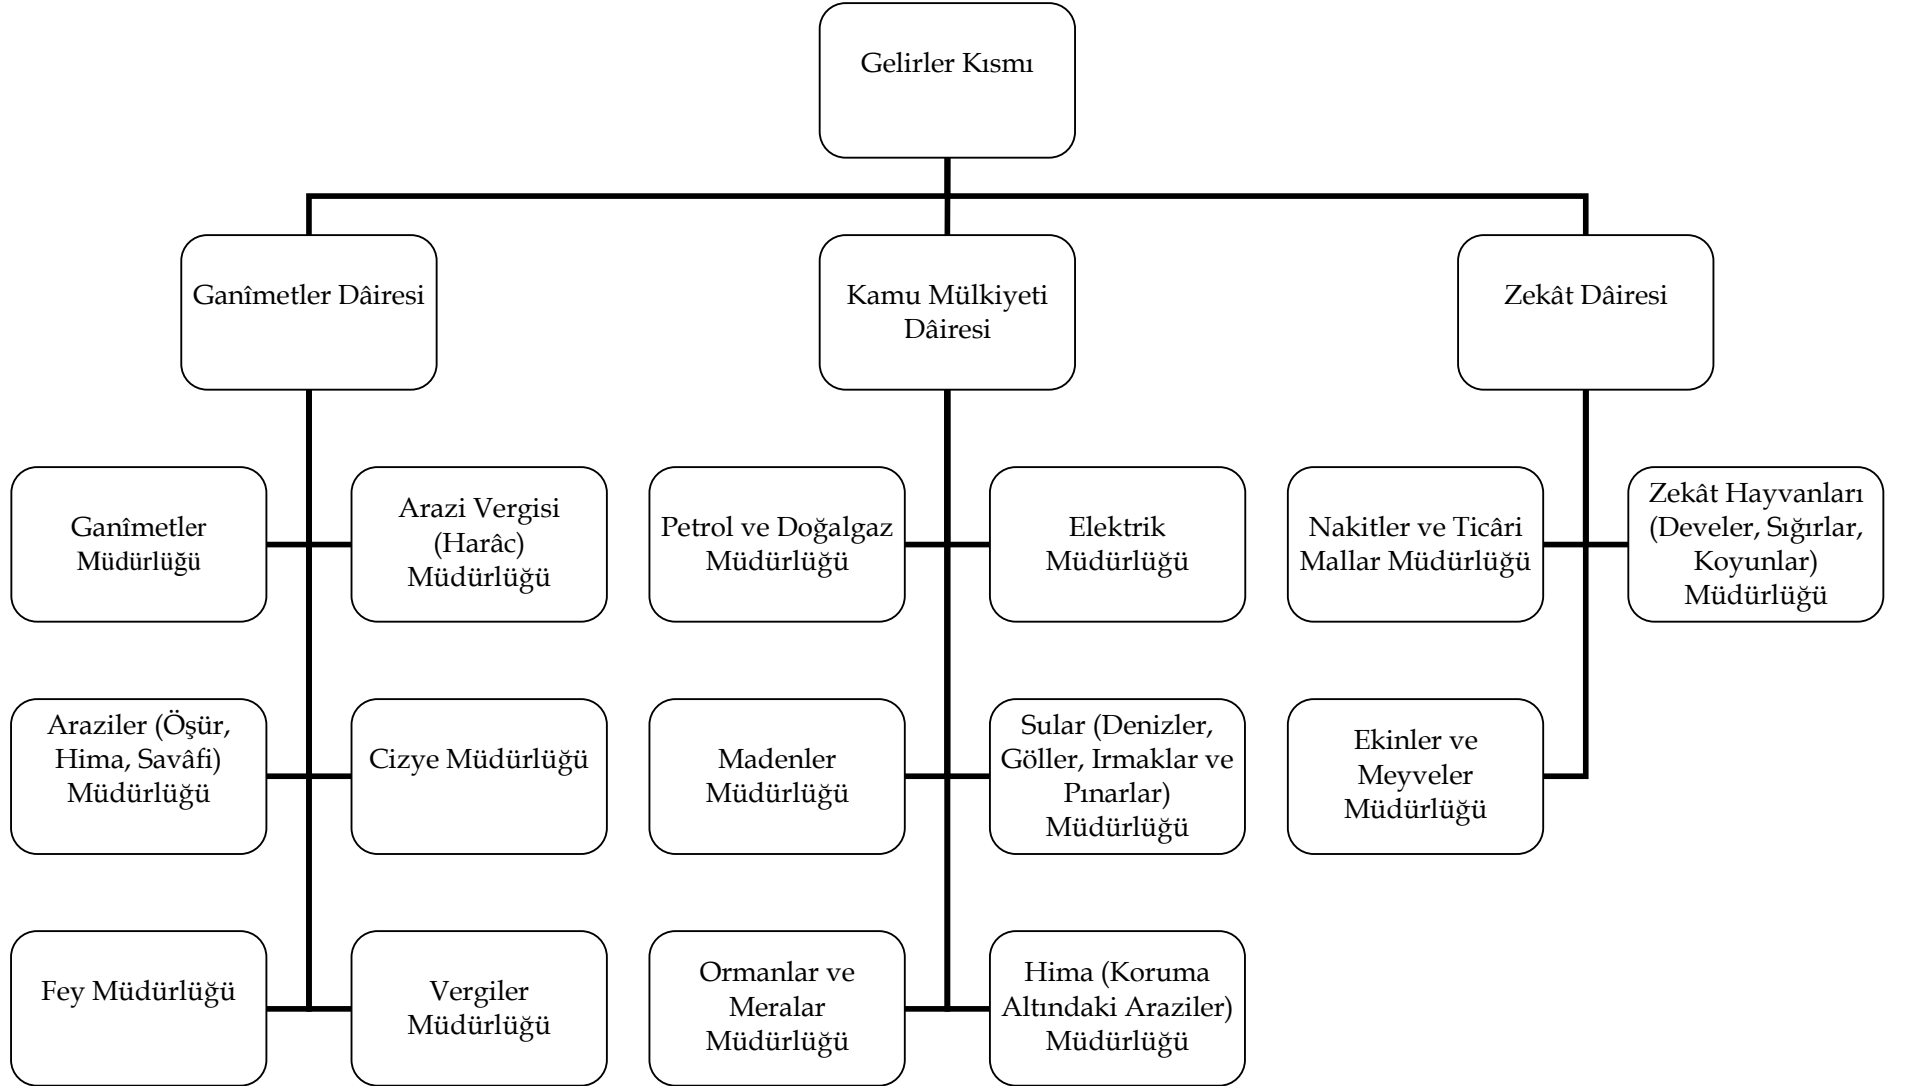 Gelirler Kısmı
Ganîmetler Dâiresi
Kamu Mülkiyeti
Dâiresi
Zekât Dâiresi
Ganîmetler
Müdürlüğü
Arazi Vergisi
(Harâc)
Müdürlüğü
Petrol ve Doğalgaz
Müdürlüğü
Elektrik
Müdürlüğü
Nakitler ve Ticâri
Mallar Müdürlüğü
Zekât Hayvanları
(Develer, Sığırlar,
Koyunlar)
Müdürlüğü
Araziler (Öşür,
Hima, Savâfi)
Müdürlüğü
Cizye Müdürlüğü
Madenler
Müdürlüğü
Sular (Denizler,
Göller, Irmaklar ve
Pınarlar)
Müdürlüğü
Ekinler ve
Meyveler
Müdürlüğü
Fey Müdürlüğü
Vergiler
Müdürlüğü
Ormanlar ve
Meralar
Müdürlüğü
Hima (Koruma
Altındaki Araziler)
Müdürlüğü